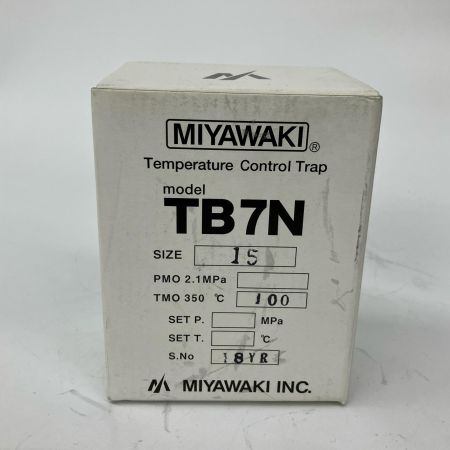 MIYAWAKI ®
Temperature Control Trap
model
TB7N
SIZE 15
PMO 2.1MPa
TMO 350 ℃ 100
SET P. MPa
SET T. ℃
S.No 18YR
MIYAWAKI INC.